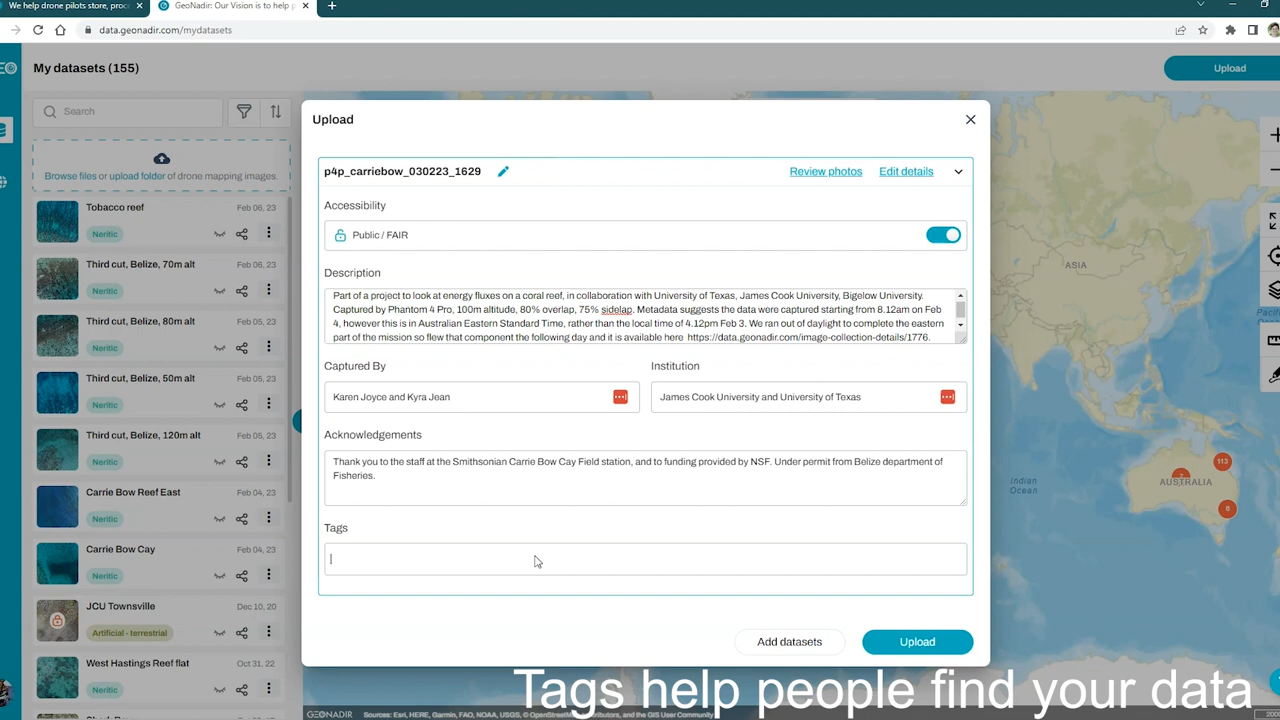 We help drone pilots store, proc
GeoNadir: Our Vision is to help p
data.geonadir.com/mydatasets
My datasets (155)
Upload
Search
Browse files or upload folder of drone mapping images.
Tobacco reef
Feb 06, 23
Neritic
Third cut, Belize, 70m alt
Feb 06, 23
Neritic
Third cut, Belize, 80m alt
Feb 05, 23
Neritic
Third cut, Belize, 50m alt
Feb 05, 23
Neritic
Third cut, Belize, 120m alt
Feb 05, 23
Neritic
Carrie Bow Reef East
Feb 04, 23
Neritic
Carrie Bow Cay
Feb 04, 23
Neritic
JCU Townsville
Dec 10, 20
Artificial - terrestrial
West Hastings Reef flat
Oct 31, 22
Neritic
Upload
p4p_carriebow_030223_1629
Review photos
Edit details
Accessibility
Public / FAIR
Description
Part of a project to look at energy fluxes on a coral reef, in collaboration with University of Texas, James Cook University, Bigelow University.
Captured by Phantom 4 Pro, 100m altitude, 80% overlap, 75% sidelap. Metadata suggests the data were captured starting from 8.12am on Feb
4, however this is in Australian Eastern Standard Time, rather than the local time of 4.12pm Feb 3. We ran out of daylight to complete the eastern
part of the mission so flew that component the following day and it is available here https://data.geonadir.com/image-collection-details/1776.
Captured By
Institution
Karen Joyce and Kyra Jean
James Cook University and University of Texas
Acknowledgements
Thank you to the staff at the Smithsonian Carrie Bow Cay Field station, and to funding provided by NSF. Under permit from Belize department of
Fisheries.
Tags
Add datasets
Upload
ASIA
Indian
Ocean
AUSTRALIA
113
8
Tags help people find your data
GEONADIR
Sources: Esri, HERE, Garmin, FAO, NOAA, USGS, © OpenStreetMap contributors, and the GIS User Community